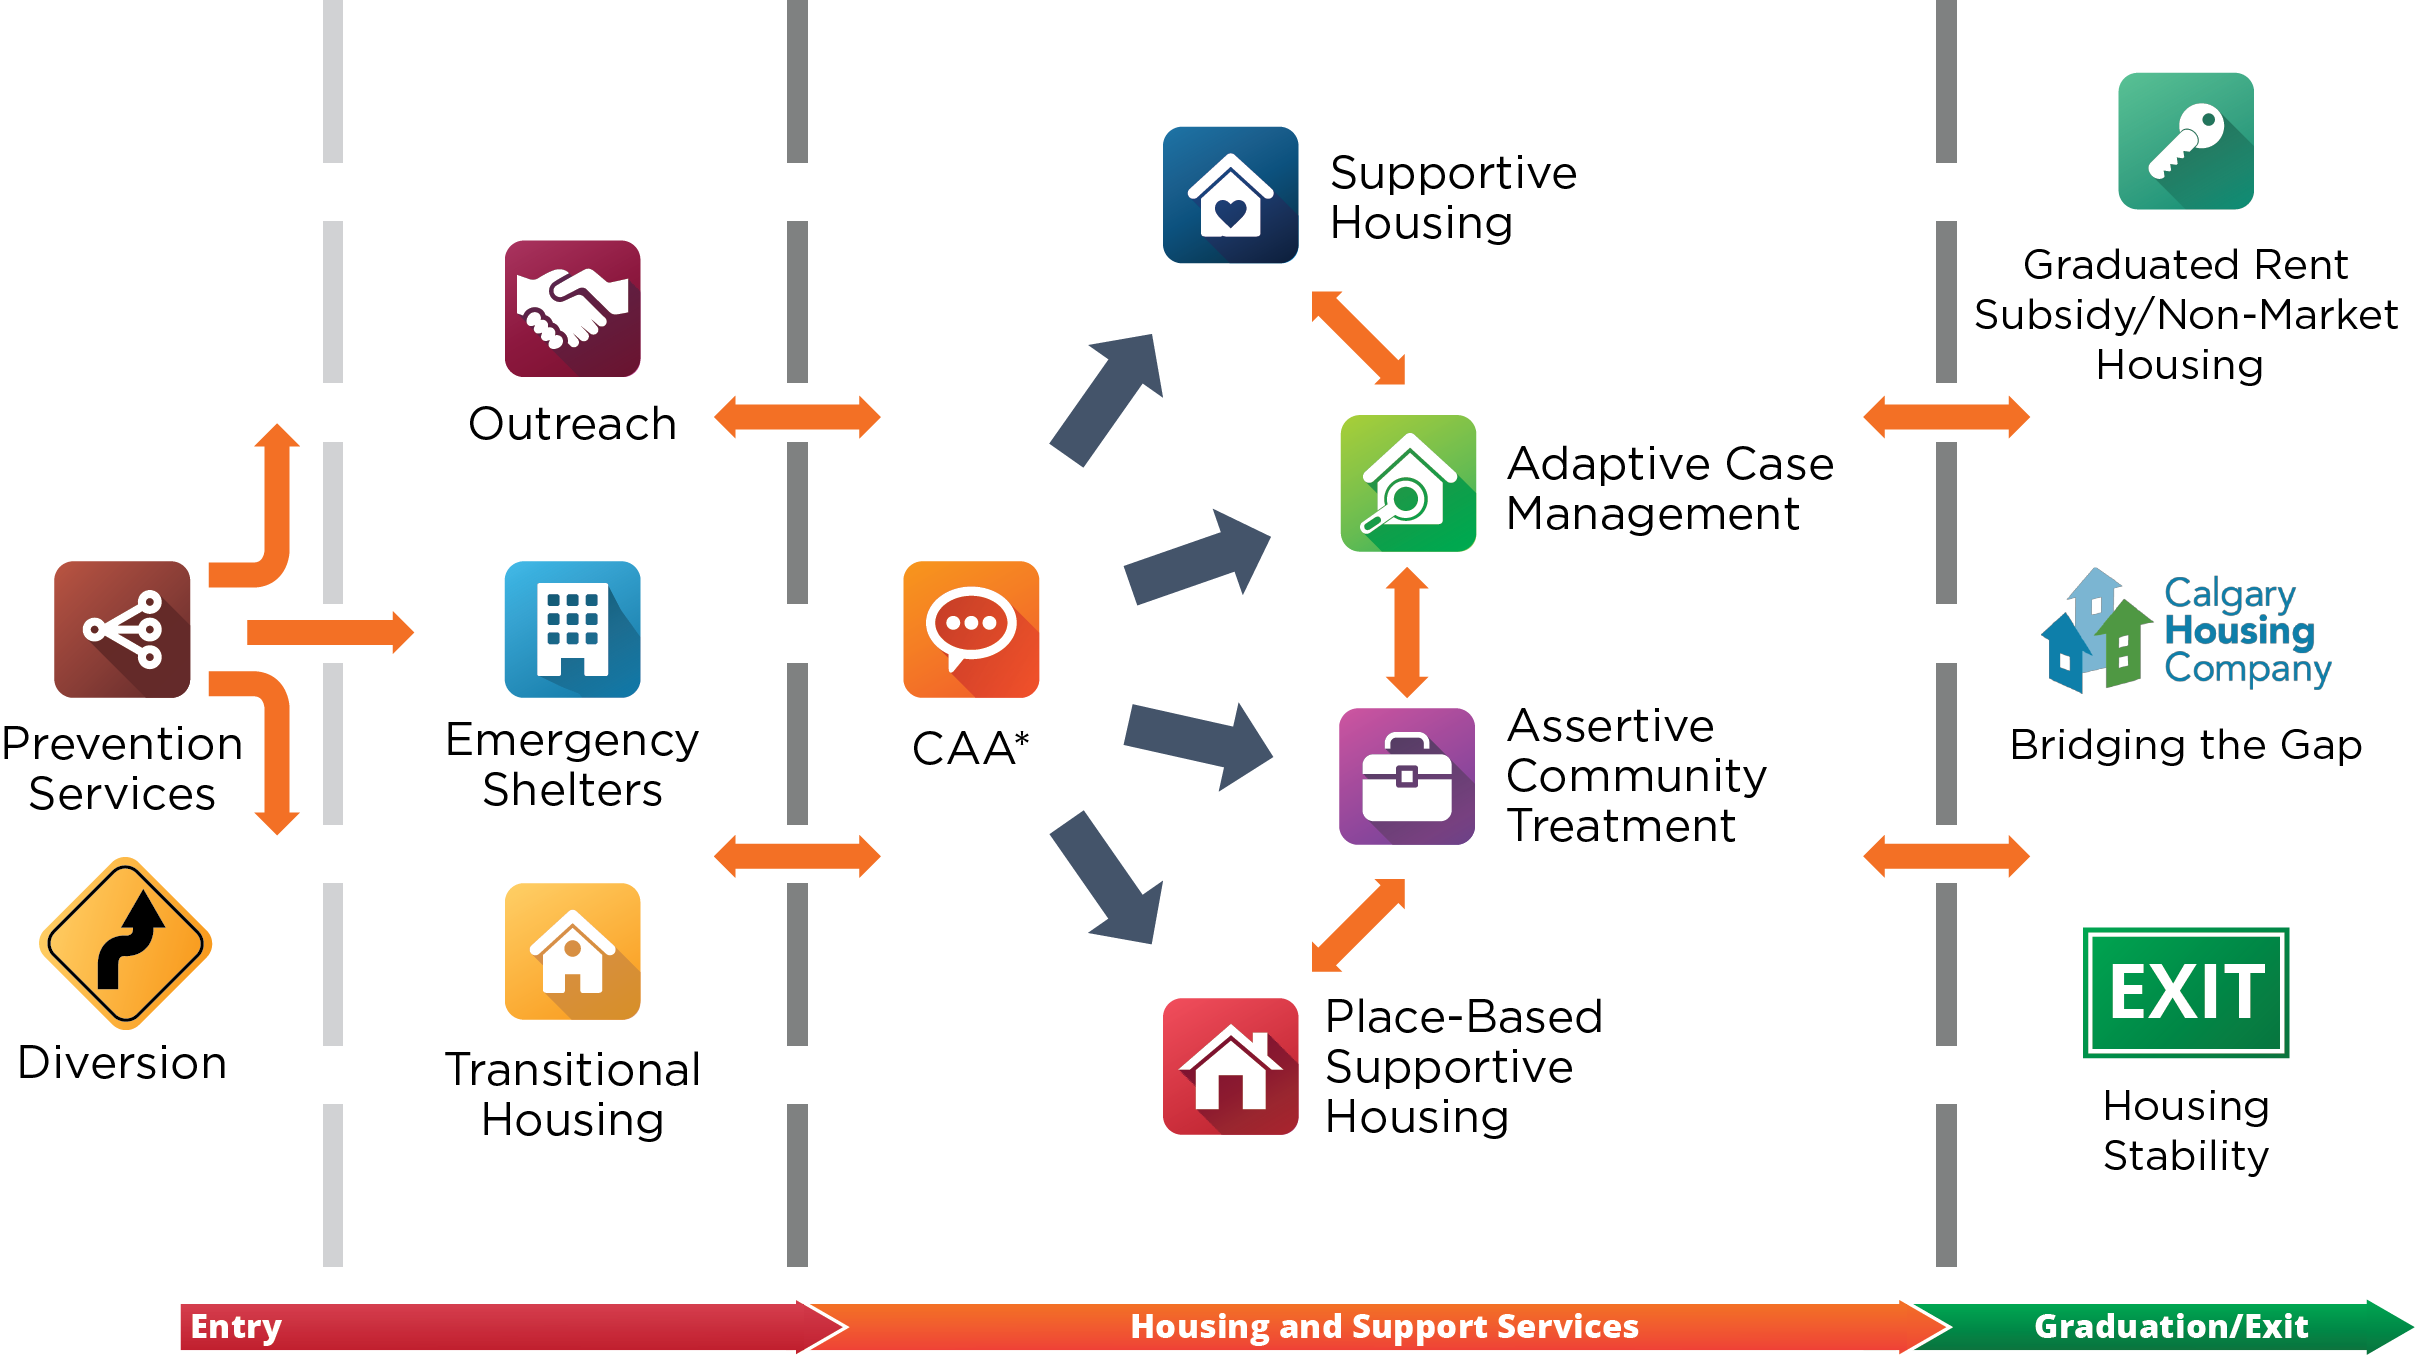 Prevention
Services
Diversion
Outreach
Emergency
Shelters
Transitional
Housing
CAA*
Supportive
Housing
Adaptive Case
Management
Assertive
Community
Treatment
Place-Based
Supportive
Housing
Graduated Rent
Subsidy/Non-Market
Housing
Calgary
Housing
Company
Bridging the Gap
EXIT
Housing
Stability
Entry
Housing and Support Services
Graduation/Exit